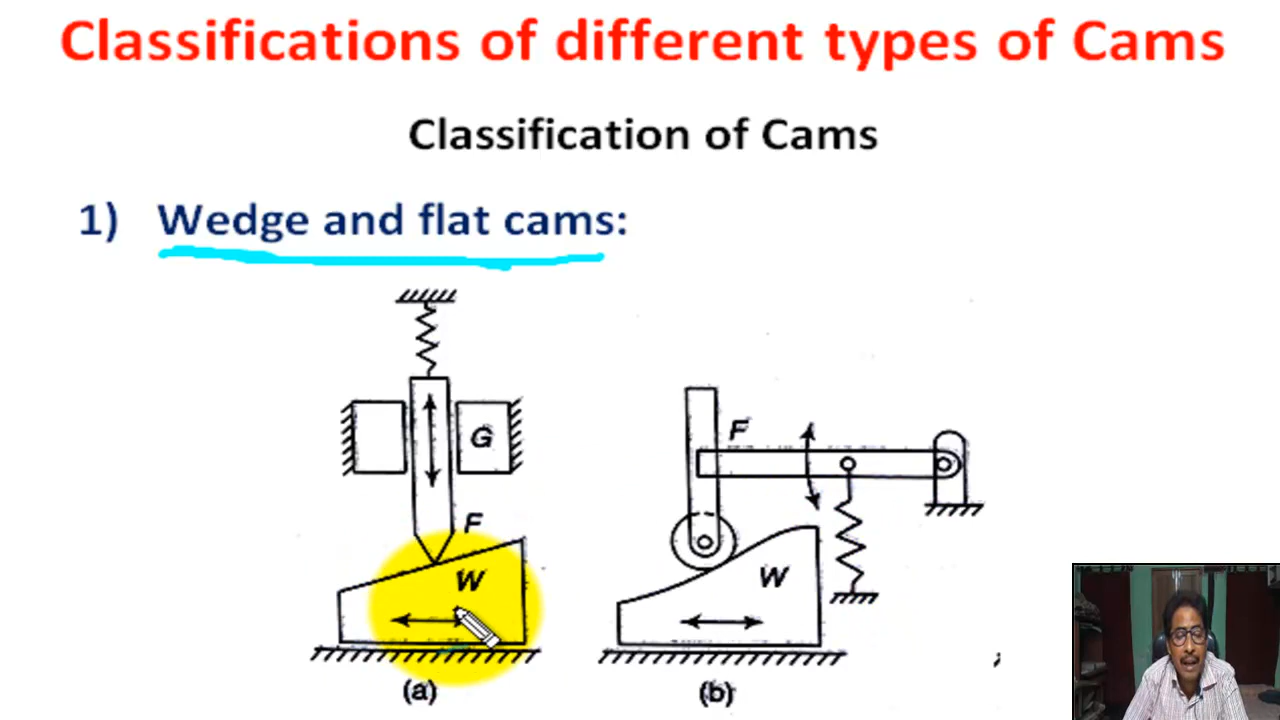 Classifications of different types of Cams
Classification of Cams
1) Wedge and flat cams:
G
F
F
W
W
(a)
(b)